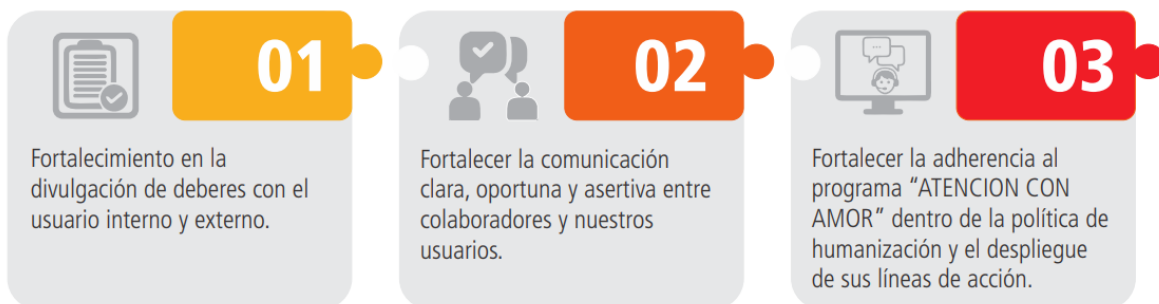 01
Fortalecimiento en la
divulgación de deberes con el
usuario interno y externo.
02
Fortalecer la comunicación
clara, oportuna y asertiva entre
colaboradores y nuestros
usuarios.
03
Fortalecer la adherencia al
programa “ATENCION CON
AMOR” dentro de la política de
humanización y el despliegue
de sus líneas de acción.